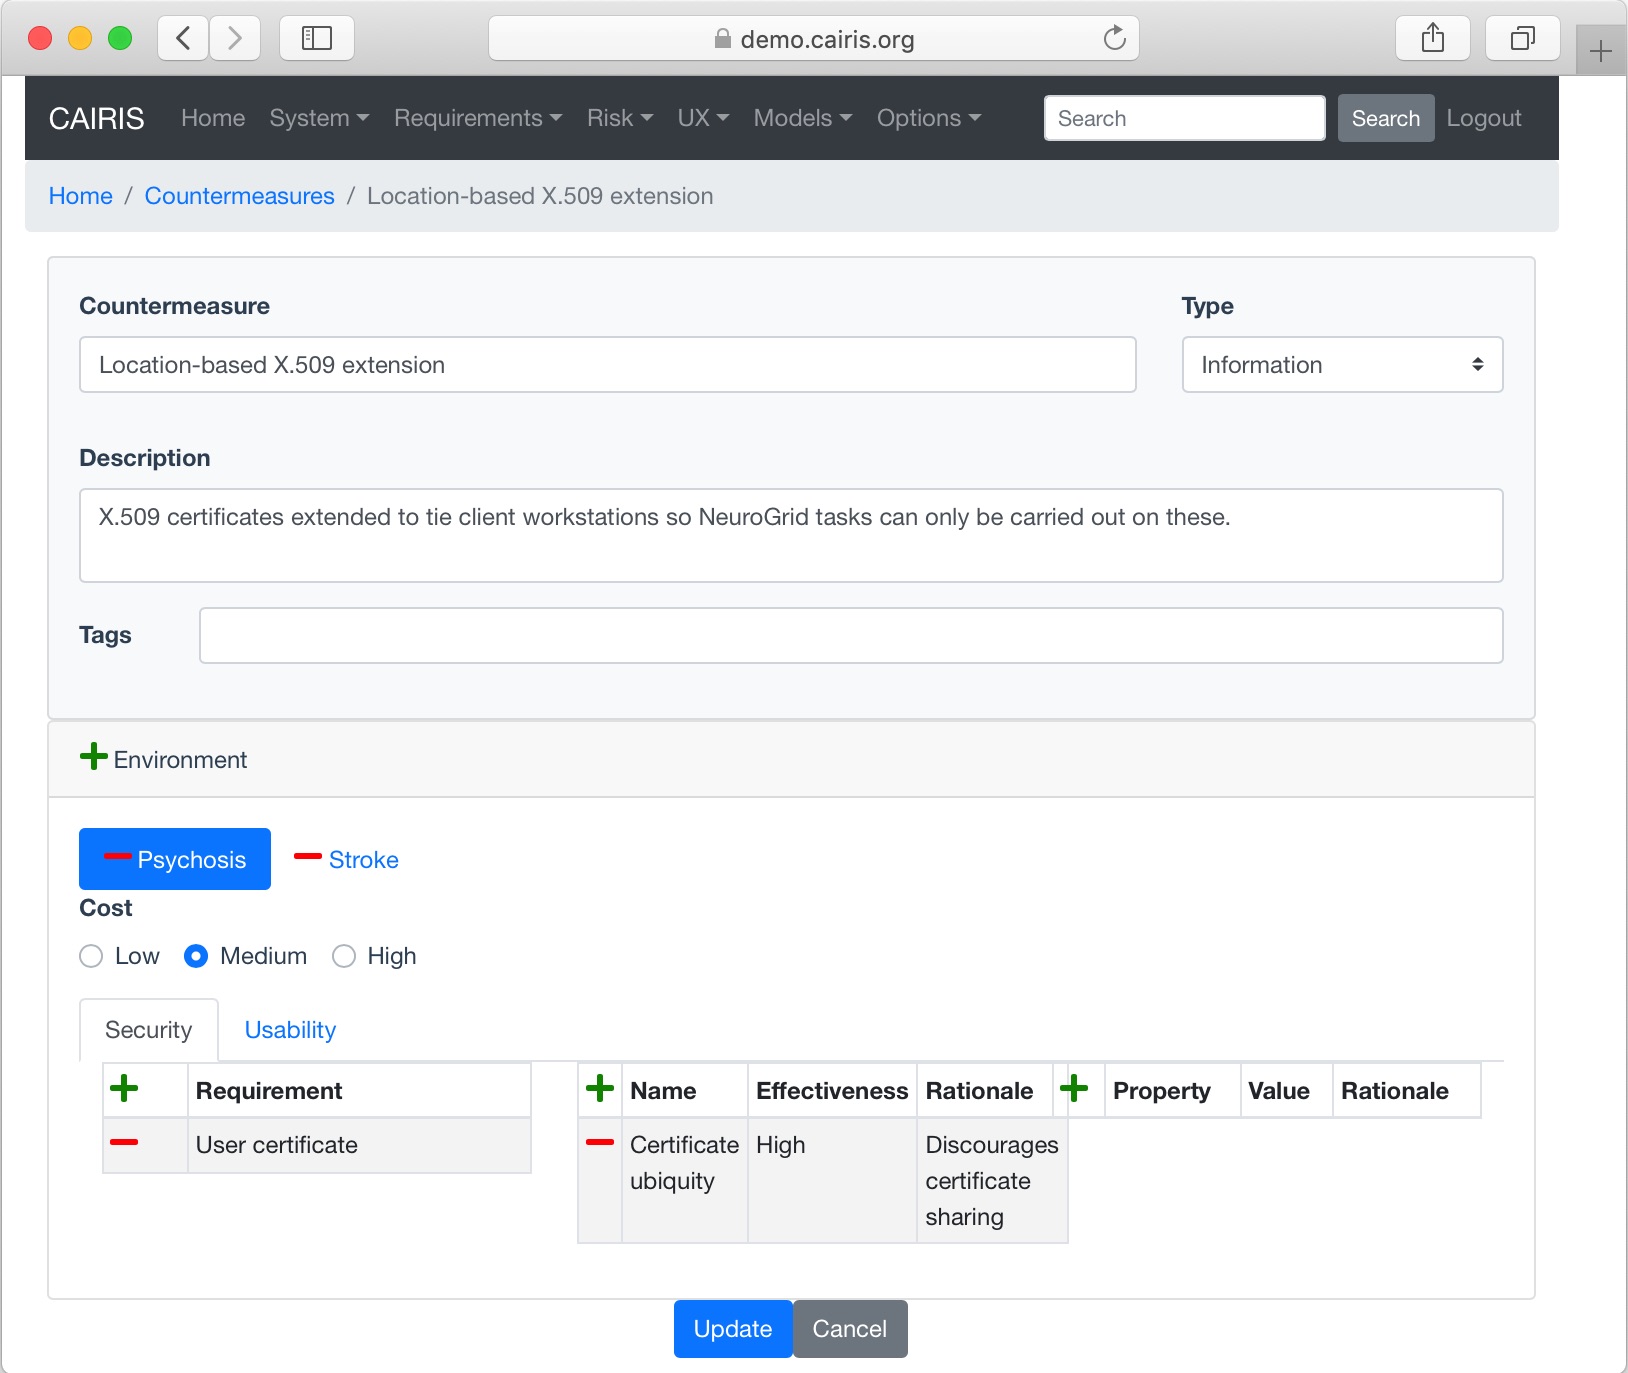 demo.cairis.org
CAIRIS Home System Requirements Risk UX Models Options Search Search Logout
Home / Countermeasures / Location-based X.509 extension
Countermeasure Type
Location-based X.509 extension Information
Description
X.509 certificates extended to tie client workstations so NeuroGrid tasks can only be carried out on these.
Tags
Environment
Psychosis Stroke
Cost
Low Medium High
Security Usability
Requirement Name Effectiveness Rationale Property Value Rationale
User certificate Certificate High Discourages
ubiquity certificate
sharing
Update Cancel